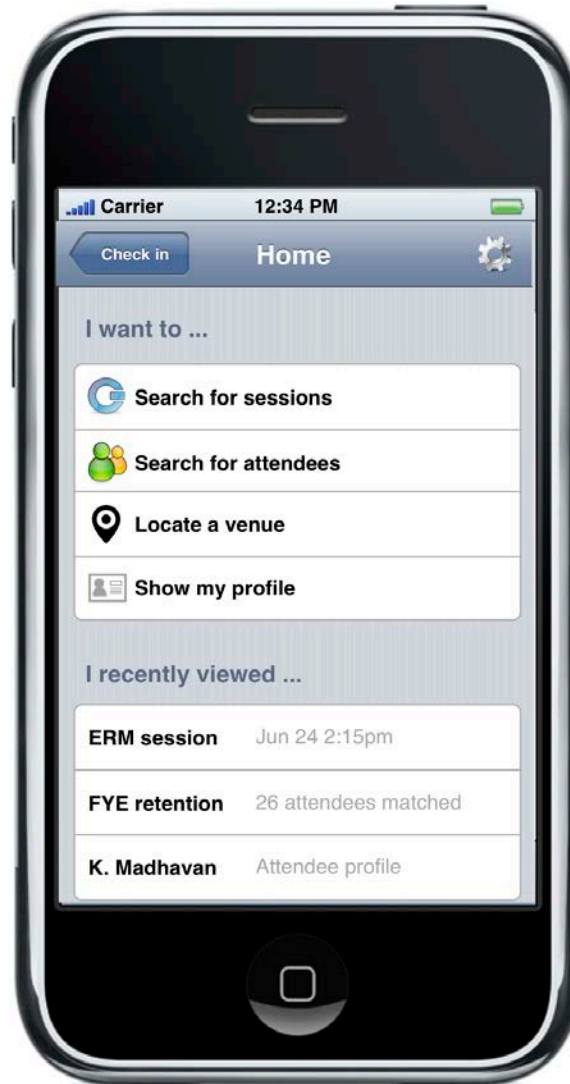 Carrier 12:34 PM
Check in Home
I want to ...
Search for sessions
Search for attendees
Locate a venue
Show my profile
I recently viewed ...
ERM session Jun 24 2:15pm
FYE retention 26 attendees matched
K. Madhavan Attendee profile